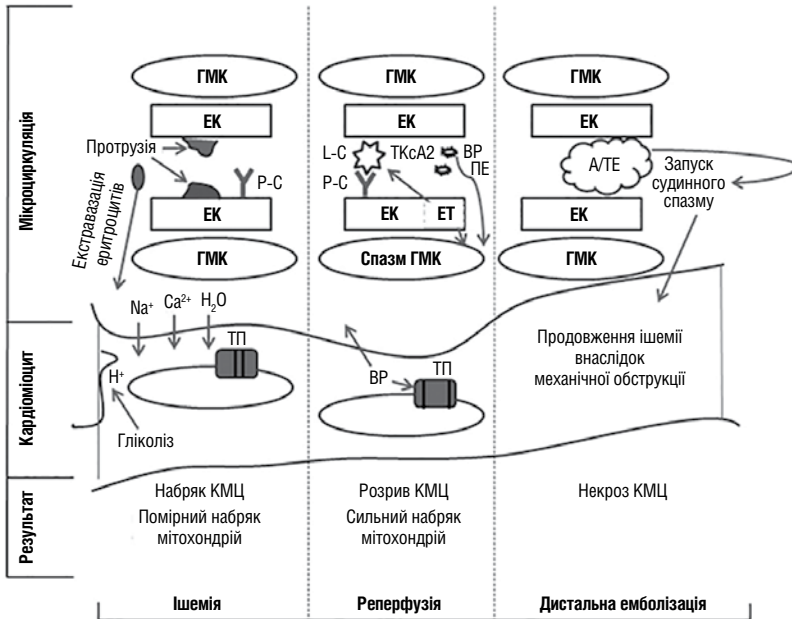 Мікроциркуляція
ГМК
ЕК
Протрузія
Р-С
ЕК
ГМК
Екстравазація
еритроцитів
ГМК
ЕК
L-C
TKcA2
ВР
ПЕ
Р-С
ЕК
ЕТ
Спазм ГМК
ГМК
ЕК
А/ТЕ
Запуск
судинного
спазму
ЕК
ГМК
Кардіоміоцит
Na⁺
Ca²⁺
H₂O
ТП
H⁺
Гліколіз
ВР
ТП
Продовження ішемії
внаслідок
механічної обструкції
Результат
Набряк КМЦ
Помірний набряк
мітохондрій
Розрив КМЦ
Сильний набряк
мітохондрій
Некроз КМЦ
Ішемія
Реперфузія
Дистальна емболізація